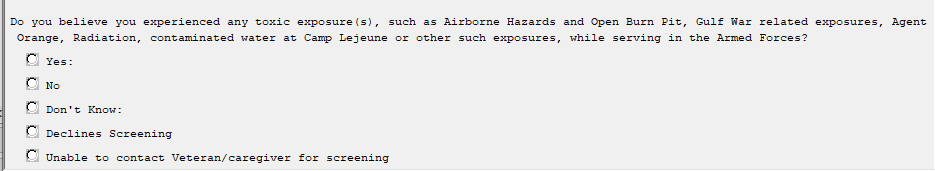 Do you believe you experienced any toxic exposure(s), such as Airborne Hazards and Open Burn Pit, Gulf War related exposures, Agent
Orange, Radiation, contaminated water at Camp Lejeune or other such exposures, while serving in the Armed Forces?
Yes:
No
Don't Know:
Declines Screening
Unable to contact Veteran/caregiver for screening